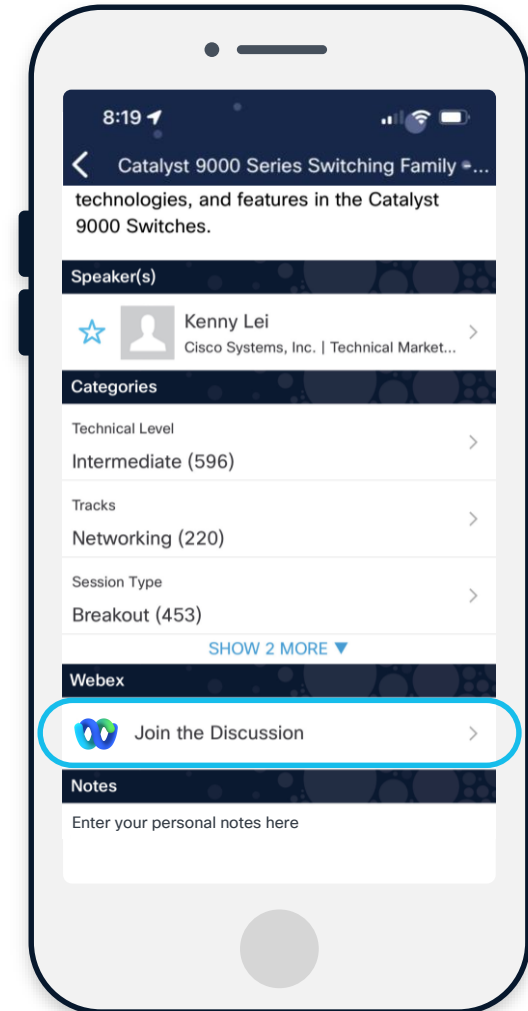 8:19
Catalyst 9000 Series Switching Family -...
technologies, and features in the Catalyst
9000 Switches.
Speaker(s)
Kenny Lei
Cisco Systems, Inc. | Technical Market...
Categories
Technical Level
Intermediate (596)
Tracks
Networking (220)
Session Type
Breakout (453)
SHOW 2 MORE ▼
Webex
Join the Discussion
Notes
Enter your personal notes here